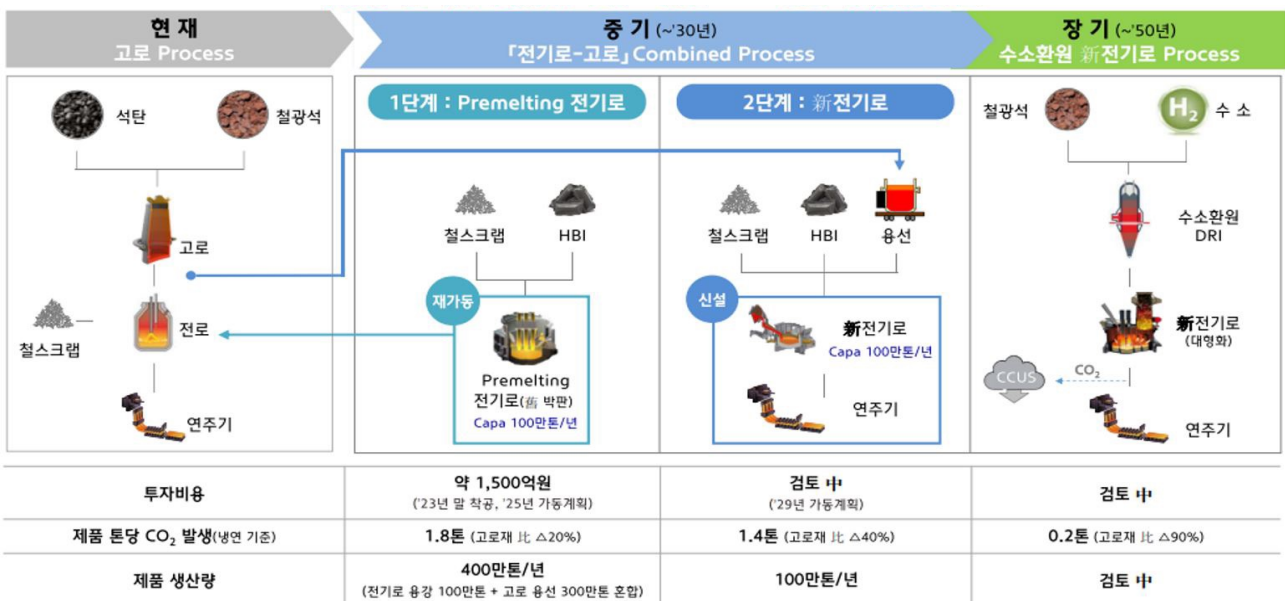 현 재
고로 Process
중 기 (~'30년)
「전기로-고로」Combined Process
장 기 (~'50년)
수소환원 新전기로 Process
석탄
철광석
고로
철스크랩
전로
연주기
1단계 : Premelting 전기로
철스크랩
HBI
재가동
Premelting
전기로(舊 박판)
Capa 100만톤/년
2단계 : 新전기로
철스크랩
HBI
용선
신설
新전기로
Capa 100만톤/년
연주기
철광석
H2
수 소
수소환원
DRI
新전기로
(대형화)
CCUS
CO2
연주기
투자비용
약 1,500억원
('23년 말 착공, '25년 가동계획)
검토 中
('29년 가동계획)
검토 中
제품 톤당 CO2 발생(냉연 기준)
1.8톤 (고로재 比 △20%)
1.4톤 (고로재 比 △40%)
0.2톤 (고로재 比 △90%)
제품 생산량
400만톤/년
(전기로 용강 100만톤 + 고로 용선 300만톤 혼합)
100만톤/년
검토 中